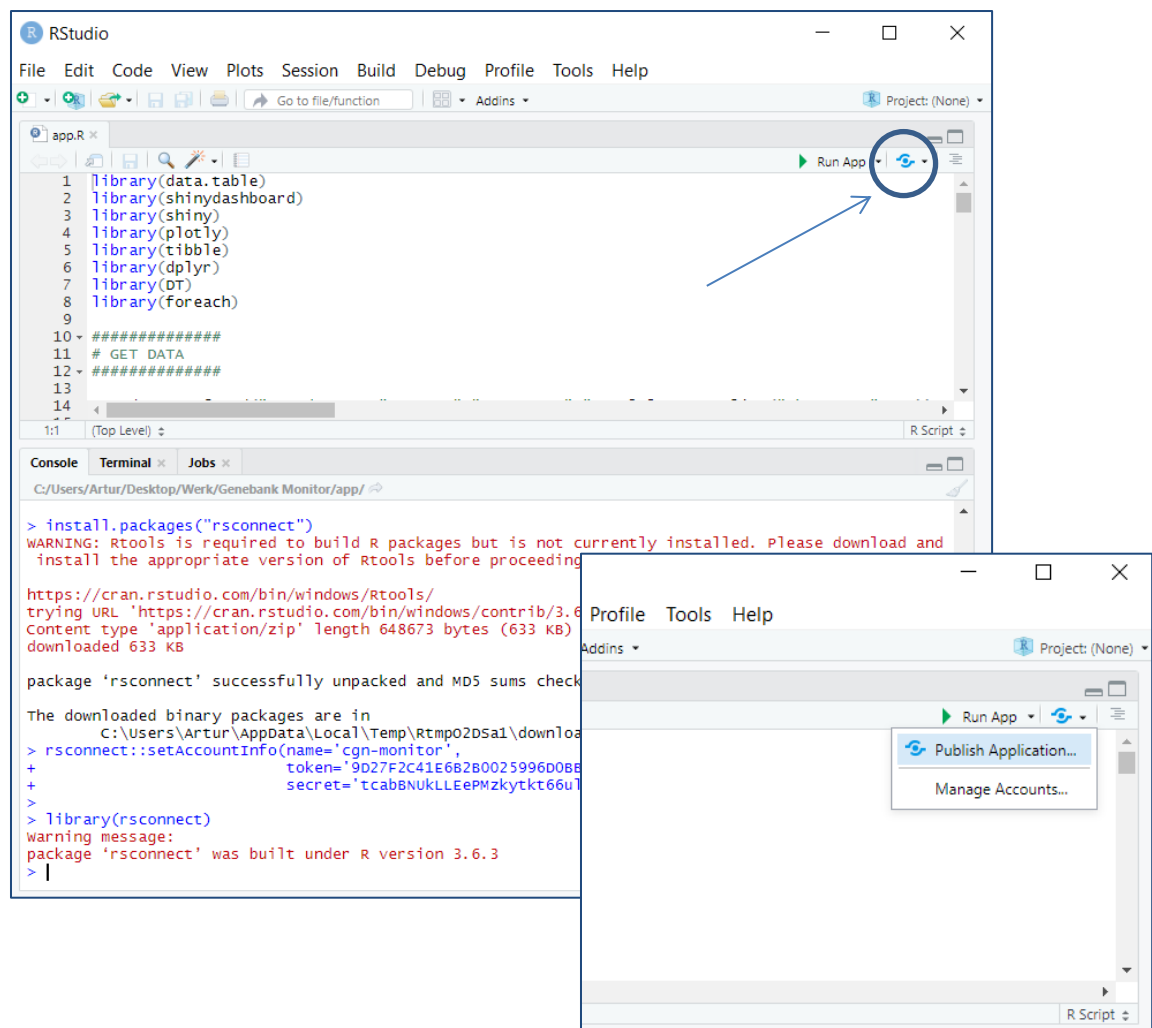 RStudio
File Edit Code View Plots Session Build Debug Profile Tools Help
Go to file/function Addins Project: (None)
app.R
Run App
1 library(data.table)
2 library(shinydashboard)
3 library(shiny)
4 library(plotly)
5 library(tibble)
6 library(dplyr)
7 library(DT)
8 library(foreach)
9
10 ##############
11 # GET DATA
12 ##############
13
14
1:1 (Top Level) R Script
Console Terminal Jobs
C:/Users/Artur/Desktop/Werk/Genebank Monitor/app/
> install.packages("rsconnect")
WARNING: Rtools is required to build R packages but is not currently installed. Please download and
install the appropriate version of Rtools before proceeding
https://cran.rstudio.com/bin/windows/Rtools/
trying URL 'https://cran.rstudio.com/bin/windows/contrib/3.6
Content type 'application/zip' length 648673 bytes (633 KB)
downloaded 633 KB
package ‘rsconnect’ successfully unpacked and MD5 sums check
The downloaded binary packages are in
C:\Users\Artur\AppData\Local\Temp\RtmpO2DSa1\downloa
> rsconnect::setAccountInfo(name='cgn-monitor',
+ token='9D27F2C41E6B2B0025996D0BB
+ secret='tcabBNUkLLEePMzkytkt66ul
>
> library(rsconnect)
Warning message:
package ‘rsconnect’ was built under R version 3.6.3
>
Profile Tools Help
Addins Project: (None)
Run App
Publish Application...
Manage Accounts...
R Script